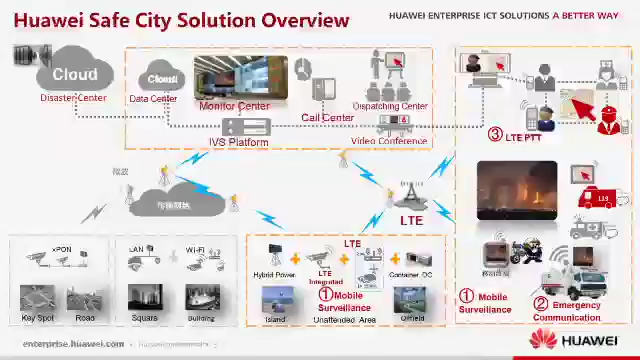 Huawei Safe City Solution Overview
HUAWEI ENTERPRISE ICT SOLUTIONS A BETTER WAY
Cloud
Disaster Center
Data Center
Monitor Center
Call Center
Dispatching Center
IVS Platform
Video Conference
③ LTE PTT
LTE
119
xPON
LAN
Wi-Fi
+
Key Spot
Road
Square
Building
LTE
Hybrid Power
+
LTE
Integrated
+
+
Container DC
① Mobile
Surveillance
Island
Unattended Area
Oilfield
① Mobile
Surveillance
② Emergency
Communication
enterprise.huawei.com
HUAWEI